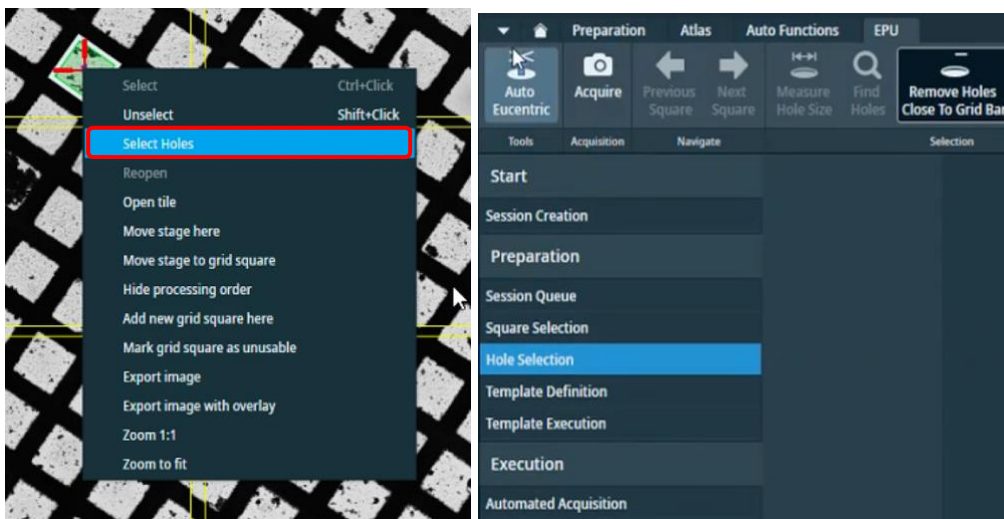 Select Ctrl+Click
Unselect Shift+Click
Select Holes
Reopen
Open tile
Move stage here
Move stage to grid square
Hide processing order
Add new grid square here
Mark grid square as unusable
Export image
Export image with overlay
Zoom 1:1
Zoom to fit
Preparation Atlas Auto Functions EPU
Auto Eucentric
Acquire
Previous Square
Next Square
Measure Hole Size
Find Holes
Remove Holes
Close To Grid Bar
Tools Acquisition Navigate Selection
Start
Session Creation
Preparation
Session Queue
Square Selection
Hole Selection
Template Definition
Template Execution
Execution
Automated Acquisition